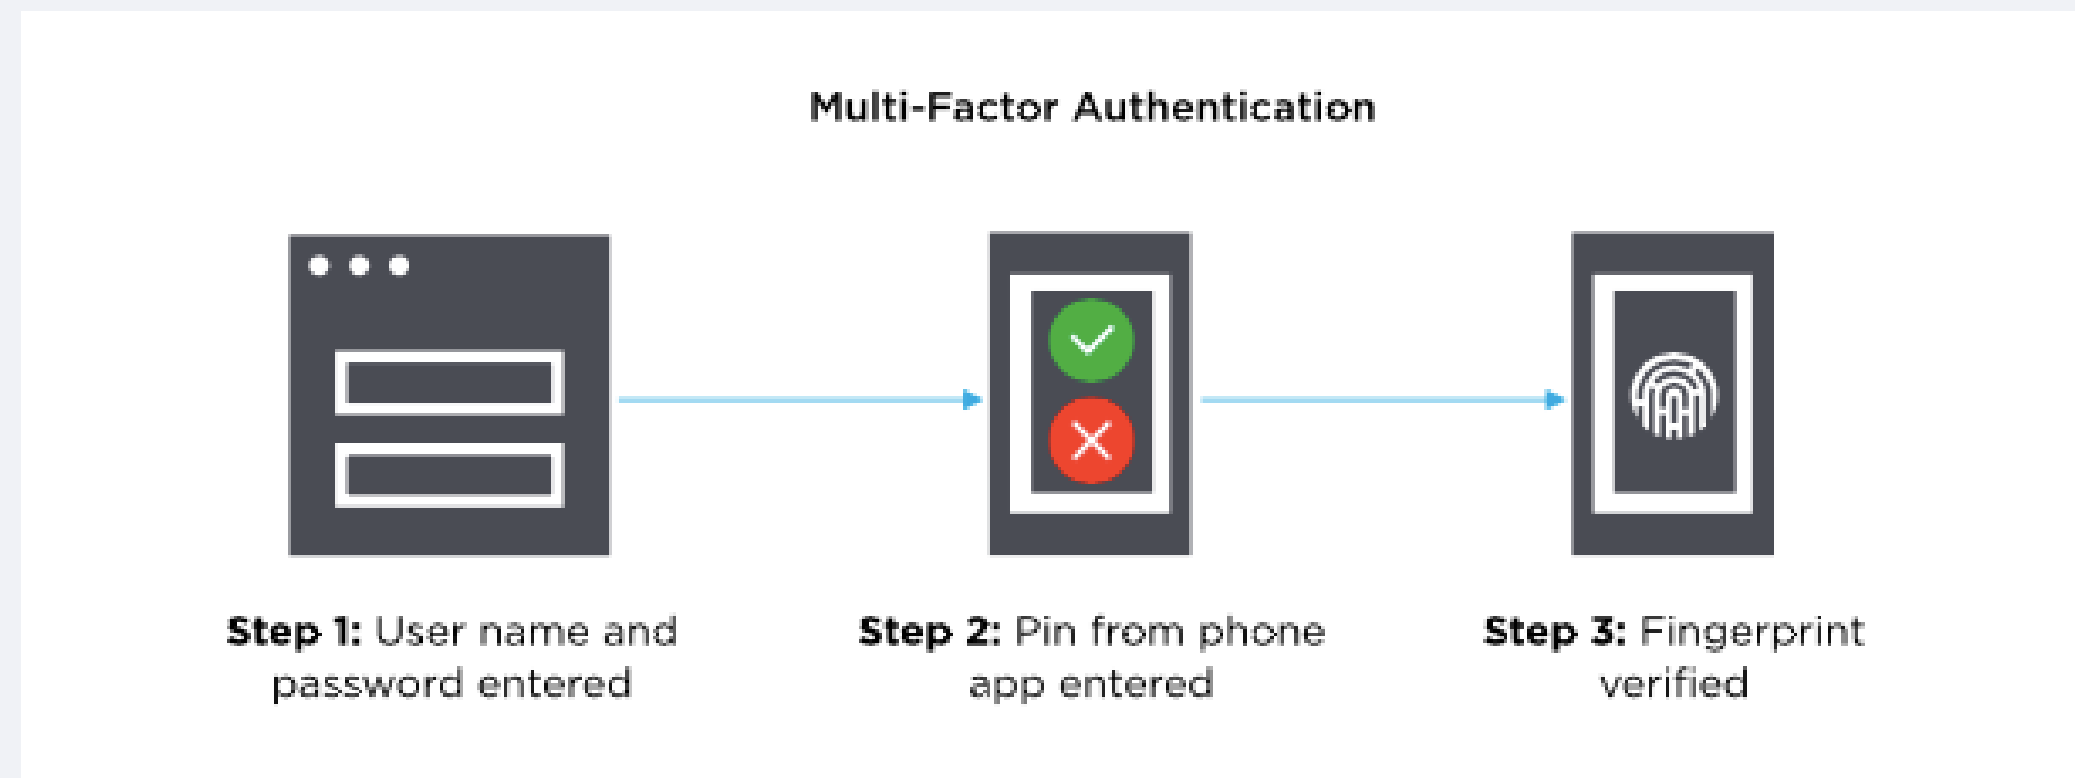 Multi-Factor Authentication
Step 1: User name and
password entered
Step 2: Pin from phone
app entered
Step 3: Fingerprint
verified